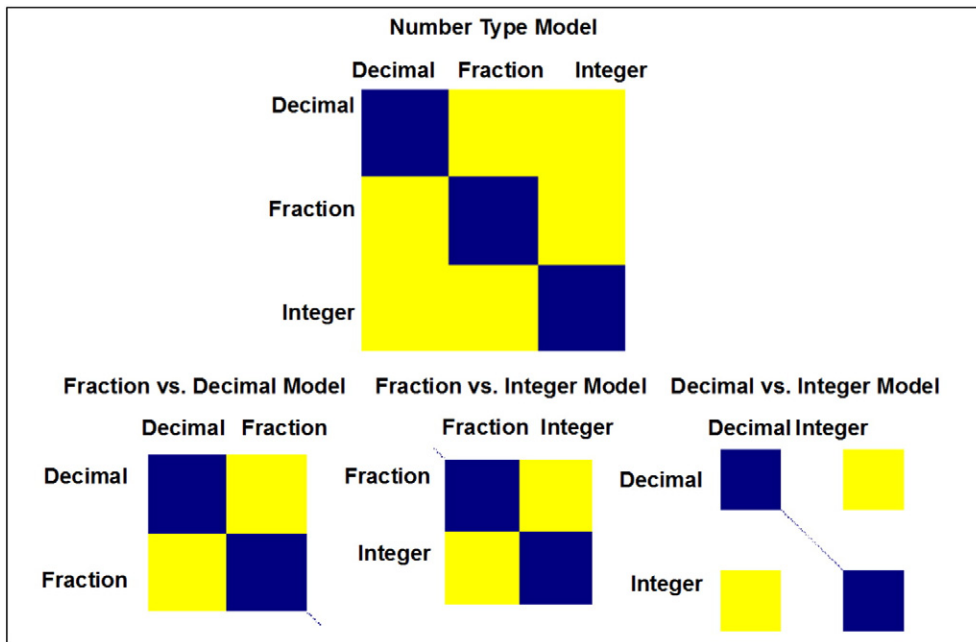 Number Type Model
Decimal Fraction Integer
Decimal
Fraction
Integer
Fraction vs. Decimal Model
Decimal Fraction
Decimal
Fraction
Fraction vs. Integer Model
Fraction Integer
Fraction
Integer
Decimal vs. Integer Model
Decimal Integer
Decimal
Integer